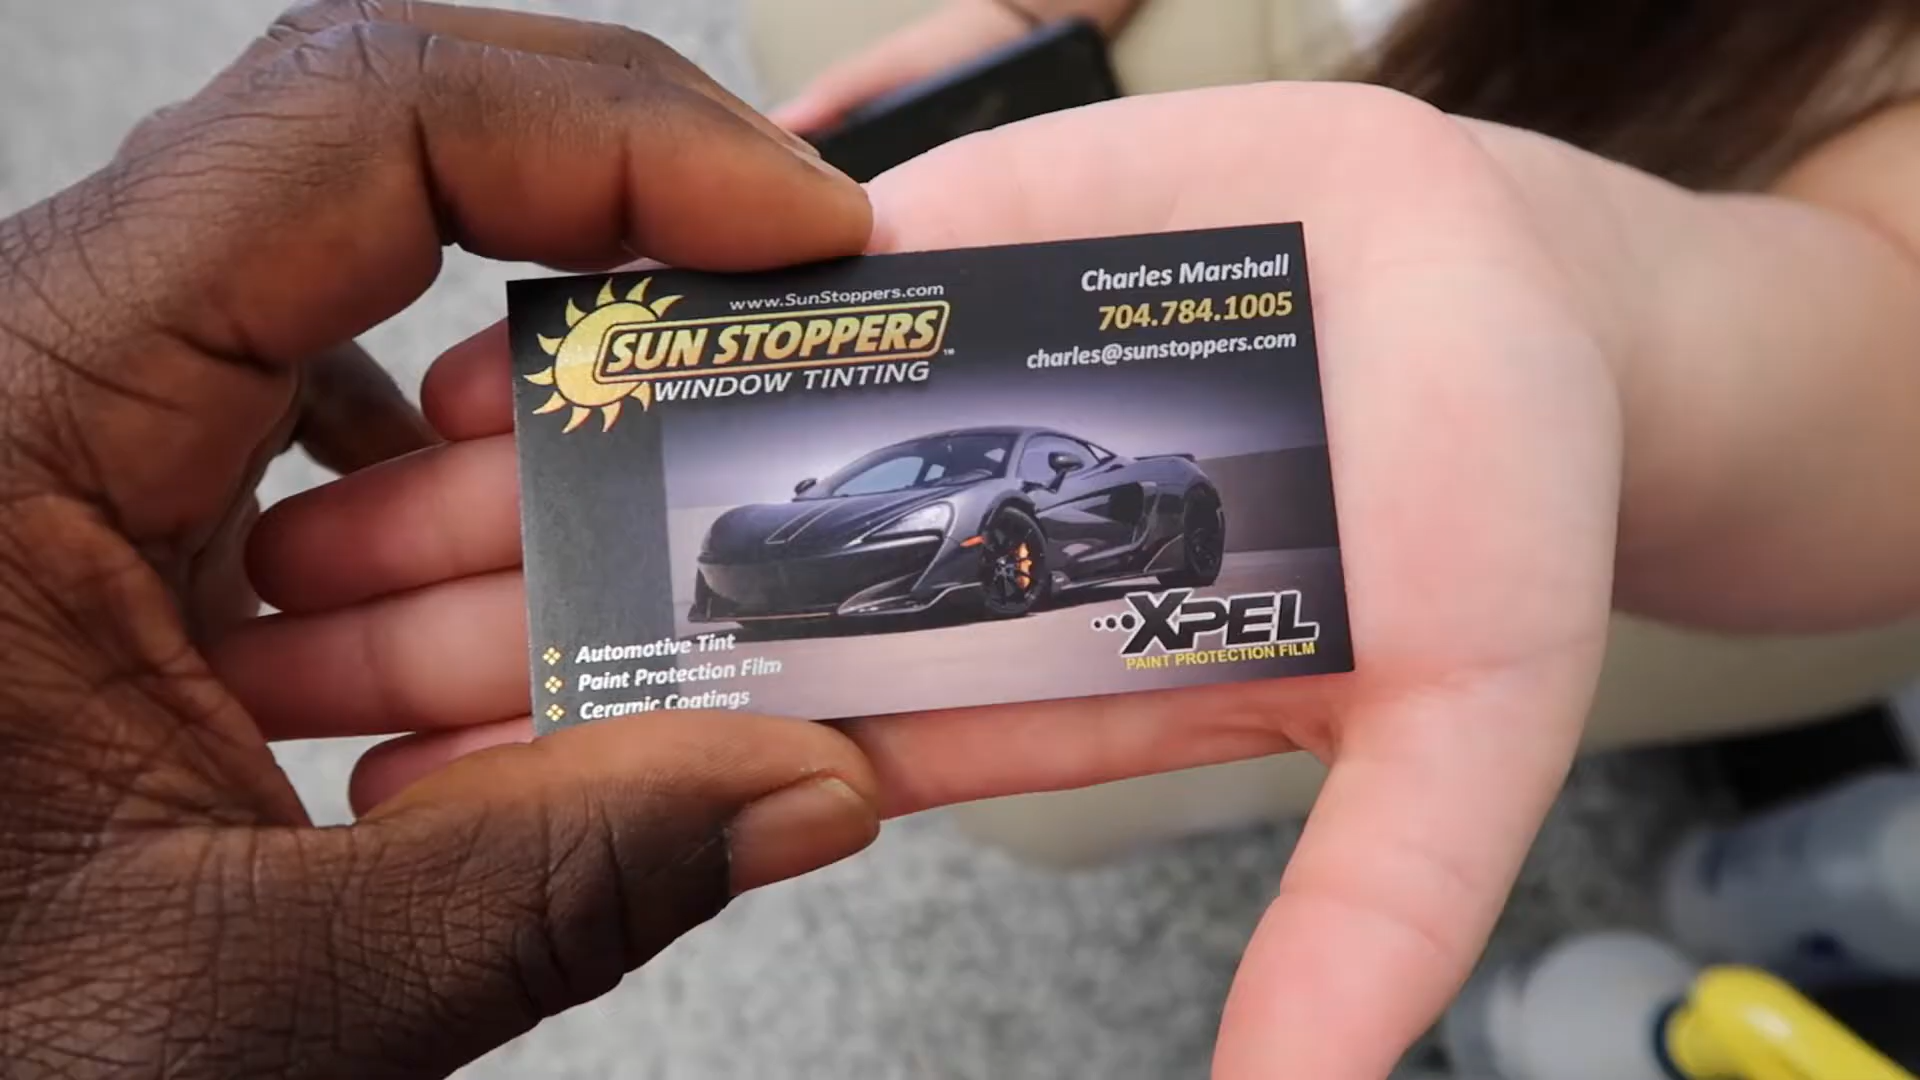 www.SunStoppers.com
SUN STOPPERS™
WINDOW TINTING
Charles Marshall
704.784.1005
charles@sunstoppers.com
Automotive Tint
Paint Protection Film
Ceramic Coatings
XPEL
PAINT PROTECTION FILM